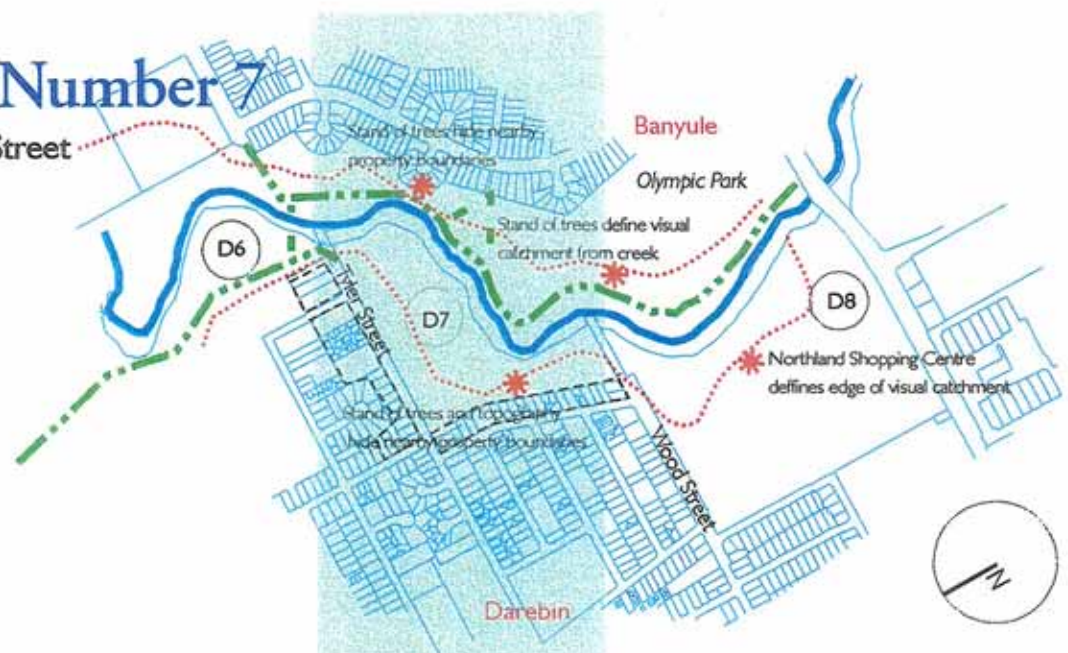 Number 7
Street
Stand of trees hide nearby
property boundaries
Banyule
Olympic Park
Stand of trees define visual
catchment from creek
D6
Tyler Street
D7
D8
Northland Shopping Centre
deffines edge of visual catchment
Stand of trees and topography
hide nearby property boundaries
Wood Street
Darebin
N